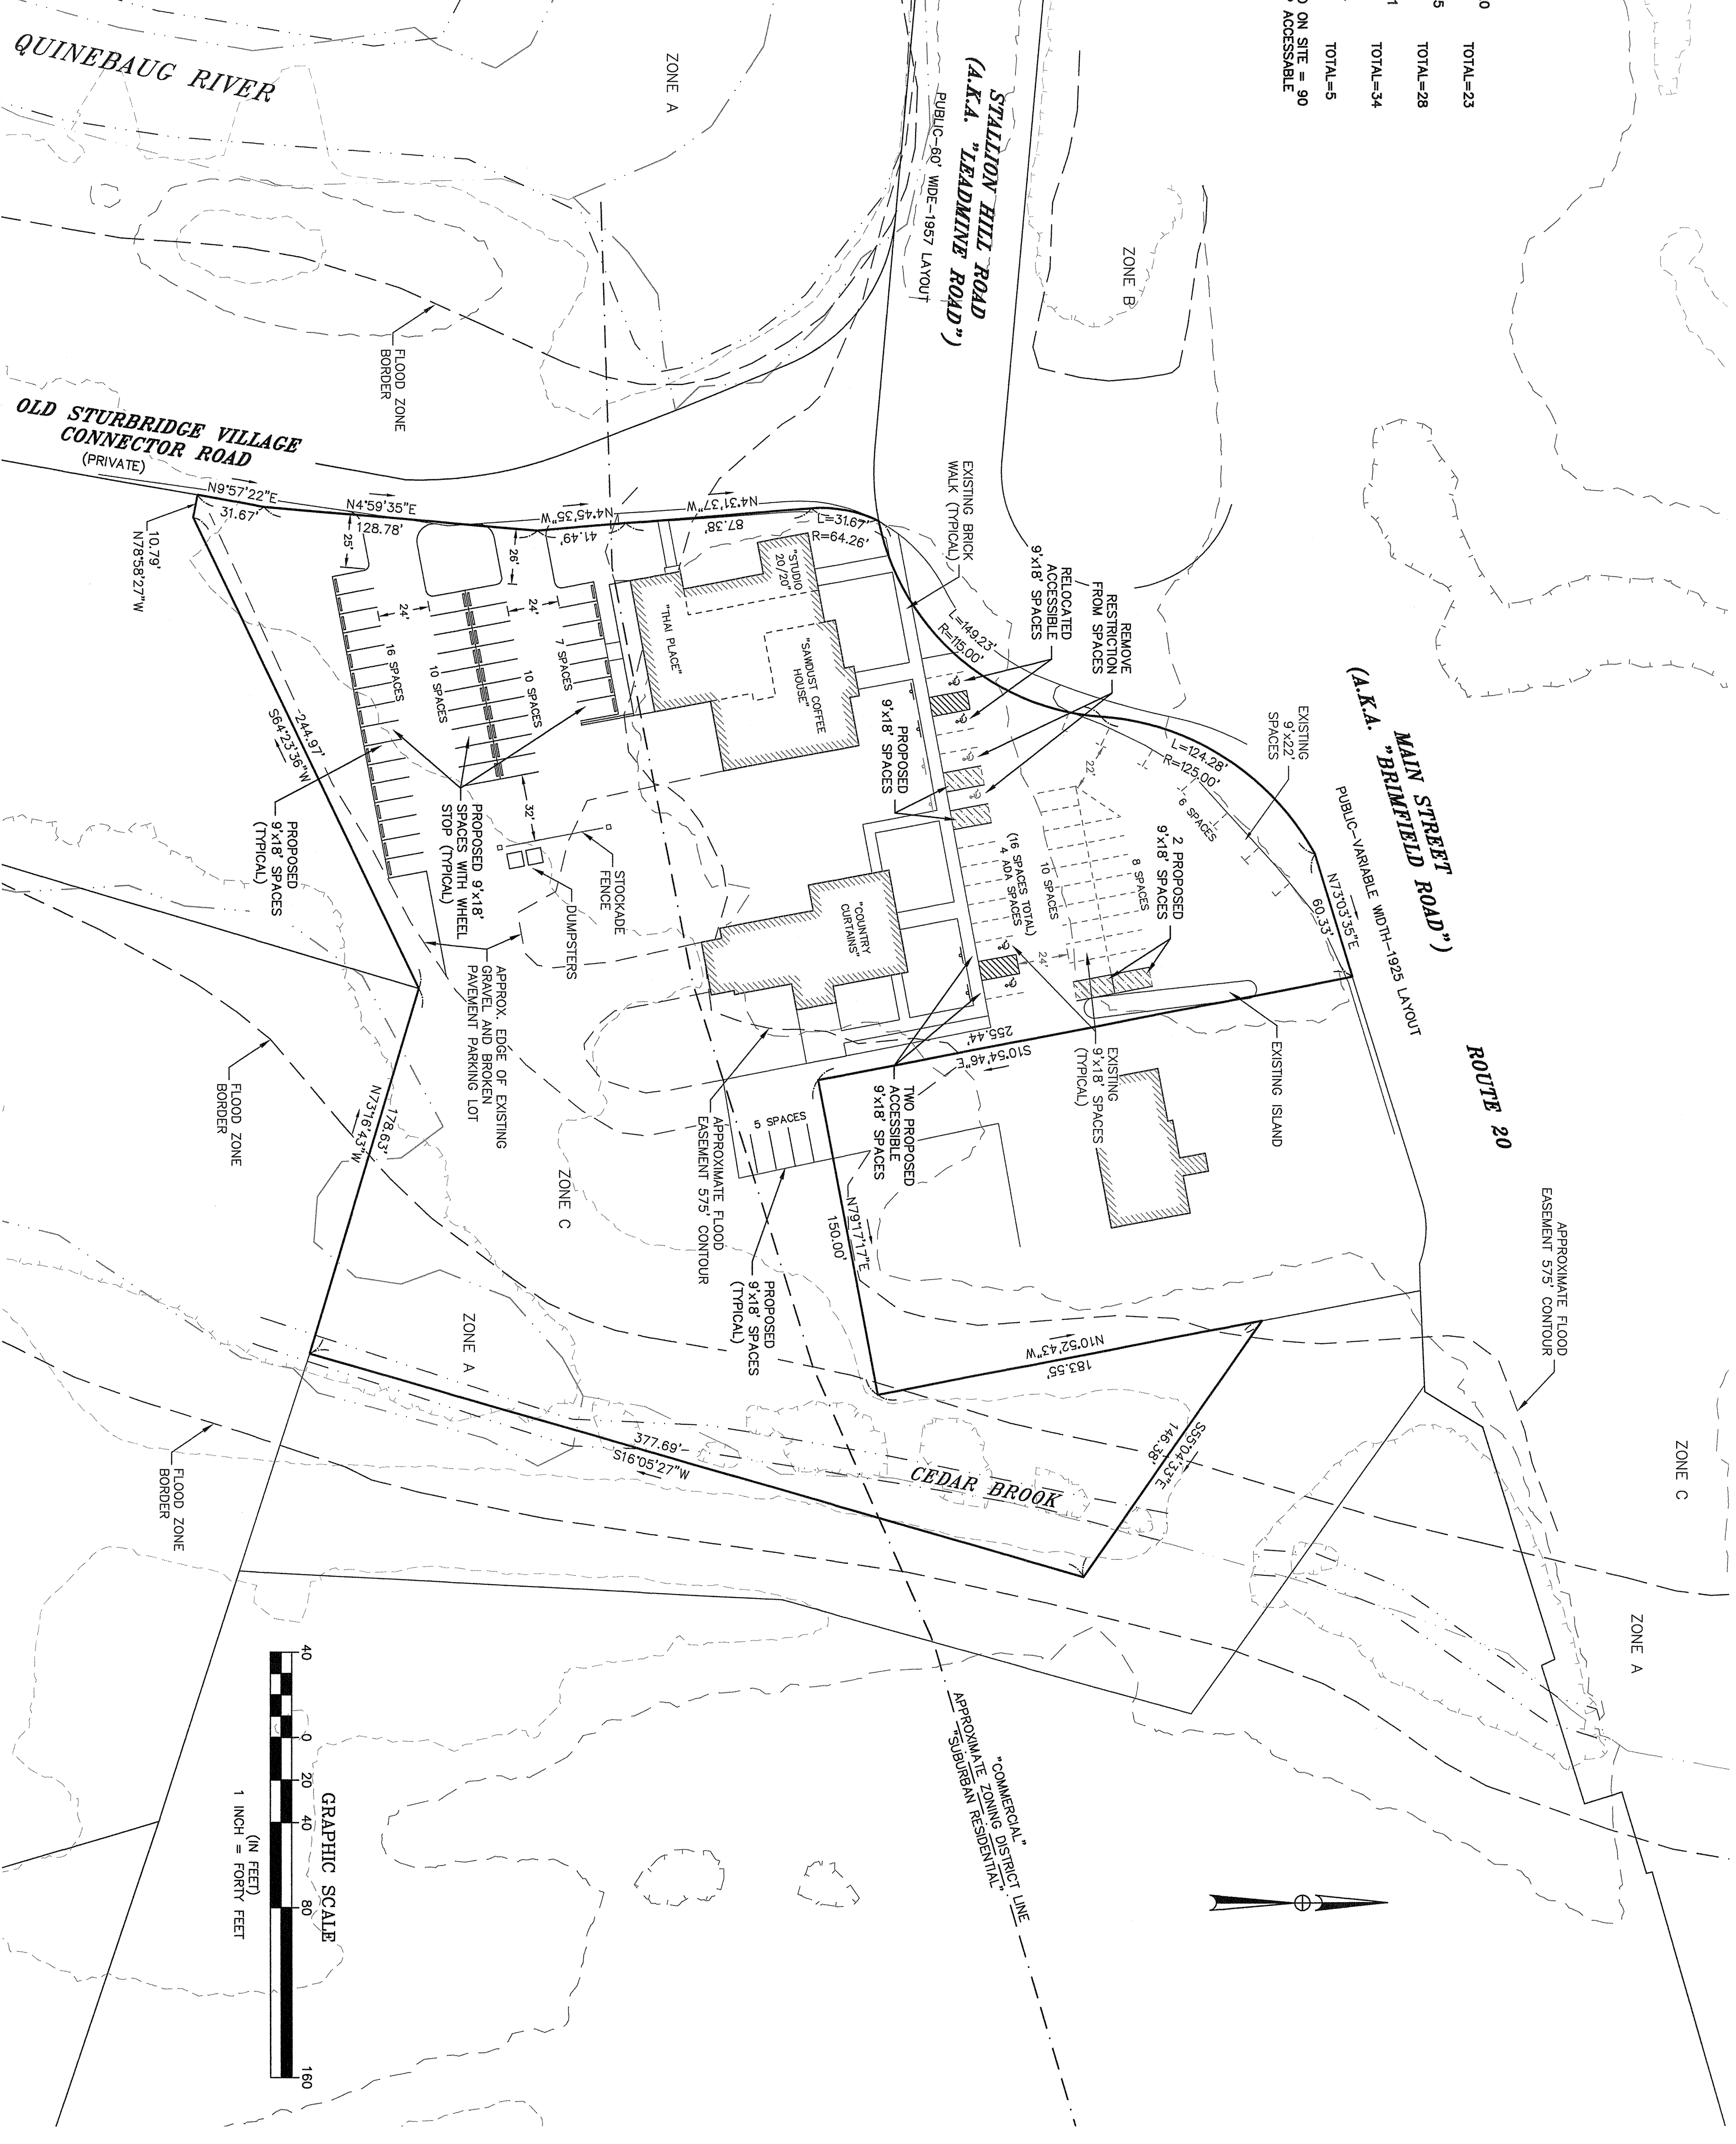 QUINEBAUG RIVER
ZONE A
STALLION HILL ROAD
(A.K.A. "LEADMINE ROAD")
PUBLIC-60' WIDE-1957 LAYOUT
TOTAL=23
TOTAL=28
TOTAL=34
TOTAL=5
ON SITE = 90
ACCESSABLE
ZONE B
FLOOD ZONE
BORDER
OLD STURBRIDGE VILLAGE
CONNECTOR ROAD
(PRIVATE)
N9°57'22"E
31.67'
N4°59'35"E
128.78'
N4°45'35"W
41.49'
N4°31'37"W
87.38'
L=31.67'
R=64.26'
10.79'
N78°58'27"W
25'
26'
24'
24'
EXISTING BRICK
WALK (TYPICAL)
RELOCATED
ACCESSIBLE
9'x18' SPACES
REMOVE
RESTRICTION
FROM SPACES
L=149.23'
R=115.00'
"STUDIO
20/20"
"THAI PLACE"
"SAWDUST COFFEE
HOUSE"
7 SPACES
10 SPACES
10 SPACES
16 SPACES
244.97'
S64°23'36"W
PROPOSED
9'x18' SPACES
MAIN STREET
(A.K.A. "BRIMFIELD ROAD")
PUBLIC-VARIABLE WIDTH-1925 LAYOUT
EXISTING
9'x22'
SPACES
L=124.28'
R=125.00'
6 SPACES
22'
N73°03'35"E
60.33'
2 PROPOSED
9'x18' SPACES
8 SPACES
10 SPACES
(16 SPACES TOTAL)
4 ADA SPACES
24'
32'
PROPOSED 9'x18'
SPACES WITH WHEEL
STOP (TYPICAL)
PROPOSED
9'x18' SPACES
(TYPICAL)
STOCKADE
FENCE
DUMPSTERS
"COUNTRY
CURTAINS"
APPROX. EDGE OF EXISTING
GRAVEL AND BROKEN
PAVEMENT PARKING LOT
255.44'
S10°54'46"E
EXISTING ISLAND
EXISTING
9'x18' SPACES
(TYPICAL)
TWO PROPOSED
ACCESSIBLE
9'x18' SPACES
ROUTE 20
FLOOD ZONE
BORDER
178.63'
N73°16'43"W
ZONE C
5 SPACES
APPROXIMATE FLOOD
EASEMENT 575' CONTOUR
N79°17'17"E
150.00'
PROPOSED
9'x18' SPACES
(TYPICAL)
APPROXIMATE FLOOD
EASEMENT 575' CONTOUR
ZONE A
N10°52'43"W
183.55'
S55°04'33"E
146.38'
ZONE C
377.69'
S16°05'27"W
CEDAR BROOK
FLOOD ZONE
BORDER
ZONE A
"COMMERCIAL"
APPROXIMATE ZONING DISTRICT LINE
"SUBURBAN RESIDENTIAL"
40 0 20 40 80 160
GRAPHIC SCALE
(IN FEET)
1 INCH = FORTY FEET